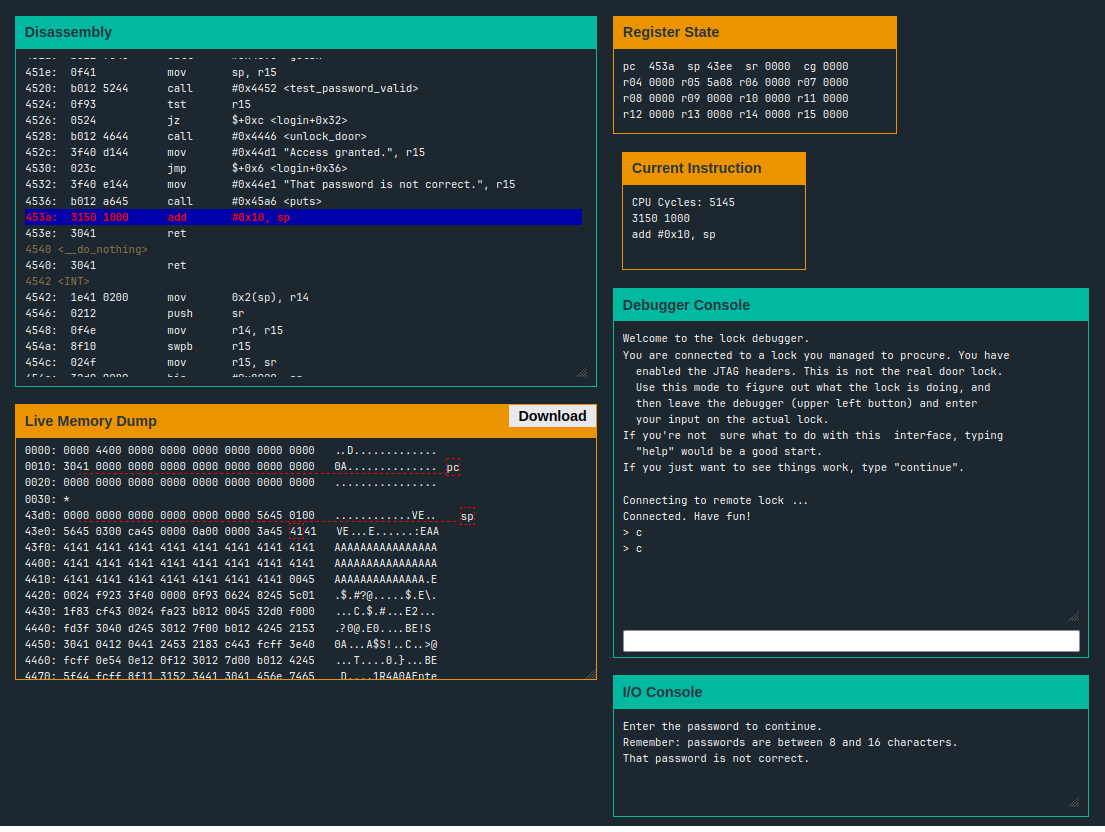 Disassembly
451e: 0f41 mov sp, r15
4520: b012 5244 call #0x4452 <test_password_valid>
4524: 0f93 tst r15
4526: 0524 jz $+0xc <login+0x32>
4528: b012 4644 call #0x4446 <unlock_door>
452c: 3f40 d144 mov #0x44d1 "Access granted.", r15
4530: 023c jmp $+0x6 <login+0x36>
4532: 3f40 e144 mov #0x44e1 "That password is not correct.", r15
4536: b012 a645 call #0x45a6 <puts>
453a: 3150 1000 add #0x10, sp
453e: 3041 ret
4540 <__do_nothing>
4540: 3041 ret
4542 <INT>
4542: 1e41 0200 mov 0x2(sp), r14
4546: 0212 push sr
4548: 0f4e mov r14, r15
454a: 8f10 swpb r15
454c: 024f mov r15, sr
Live Memory Dump
Download
0000: 0000 4400 0000 0000 0000 0000 0000 0000 ..D.............
0010: 3041 0000 0000 0000 0000 0000 0000 0000 0A.............. pc
0020: 0000 0000 0000 0000 0000 0000 0000 0000 ................
0030: *
43d0: 0000 0000 0000 0000 0000 0000 5645 0100 ............VE.. sp
43e0: 5645 0300 ca45 0000 0a00 0000 3a45 4141 VE...E......:EAA
43f0: 4141 4141 4141 4141 4141 4141 4141 4141 AAAAAAAAAAAAAAAA
4400: 4141 4141 4141 4141 4141 4141 4141 4141 AAAAAAAAAAAAAAAA
4410: 4141 4141 4141 4141 4141 4141 4141 0045 AAAAAAAAAAAAAA.E
4420: 0024 f923 3f40 0000 0f93 0624 8245 5c01 .$.#?@.....$.E\.
4430: 1f83 cf43 0024 fa23 b012 0045 32d0 f000 ...C.$.#...E2...
4440: fd3f 3040 d245 3012 7f00 b012 4245 2153 .?0@.E0....BE!S
4450: 3041 0412 0441 2453 2183 c443 fcff 3e40 0A...A$S!..C..>@
4460: fcff 0e54 0e12 0f12 3012 7d00 b012 4245 ...T....0.}...BE
4470: 5f44 fcff 8f11 3152 3441 3041 456e 7465 _D....1R4A0AEnte
Register State
pc 453a sp 43ee sr 0000 cg 0000
r04 0000 r05 5a08 r06 0000 r07 0000
r08 0000 r09 0000 r10 0000 r11 0000
r12 0000 r13 0000 r14 0000 r15 0000
Current Instruction
CPU Cycles: 5145
3150 1000
add #0x10, sp
Debugger Console
Welcome to the lock debugger.
You are connected to a lock you managed to procure. You have
enabled the JTAG headers. This is not the real door lock.
Use this mode to figure out what the lock is doing, and
then leave the debugger (upper left button) and enter
your input on the actual lock.
If you're not sure what to do with this interface, typing
"help" would be a good start.
If you just want to see things work, type "continue".
Connecting to remote lock ...
Connected. Have fun!
> c
> c
I/O Console
Enter the password to continue.
Remember: passwords are between 8 and 16 characters.
That password is not correct.